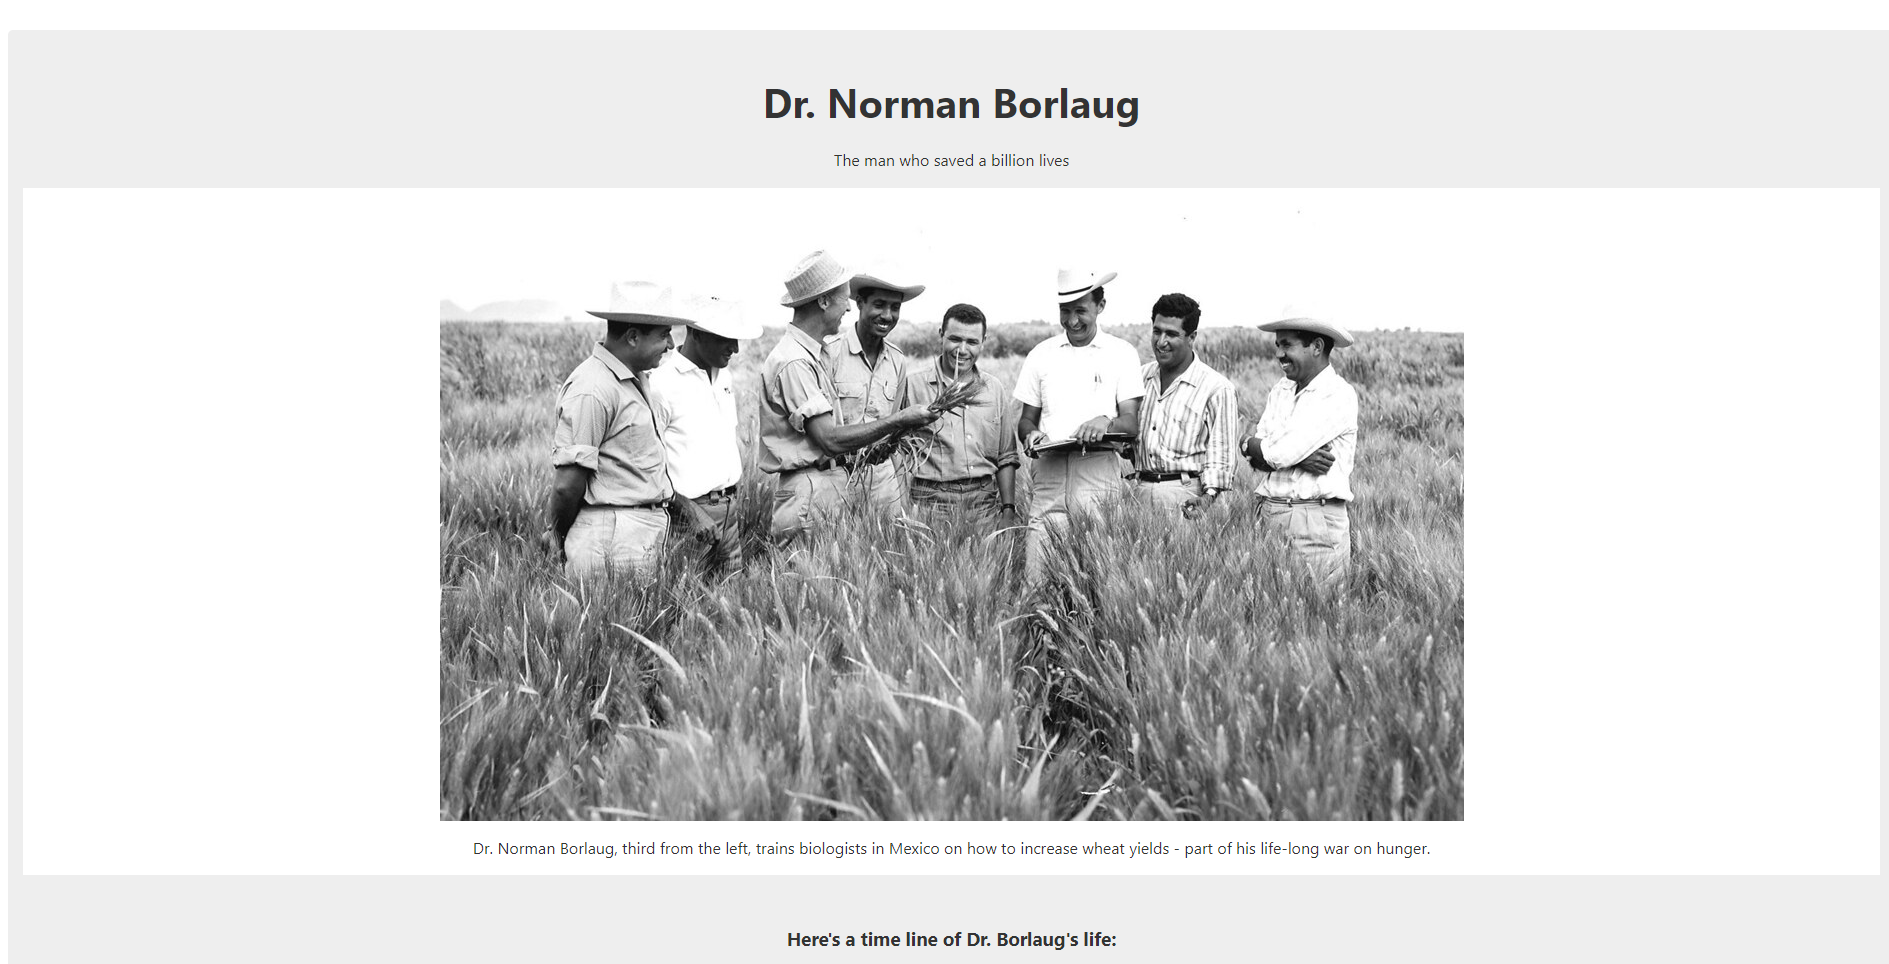 Dr. Norman Borlaug
The man who saved a billion lives
Dr. Norman Borlaug, third from the left, trains biologists in Mexico on how to increase wheat yields - part of his life-long war on hunger.
Here's a time line of Dr. Borlaug's life: